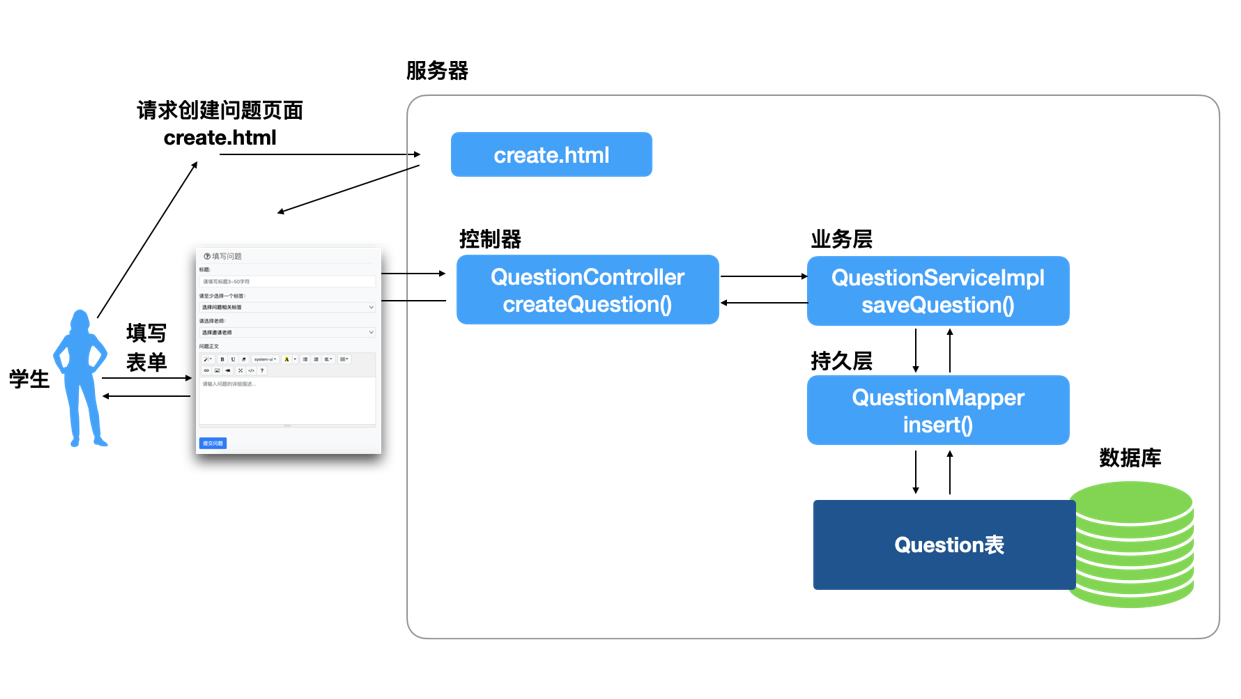 服务器
请求创建问题页面
create.html
create.html
控制器
QuestionController
createQuestion()
业务层
QuestionServiceImpl
saveQuestion()
填写问题
标题:
请填写标题3~50字符
请至少选择一个标签:
选择问题相关标签
请选择老师:
选择邀请老师
问题正文
B U system-ui A
请输入问题的详细描述...
提交问题
填写
表单
学生
持久层
QuestionMapper
insert()
数据库
Question表